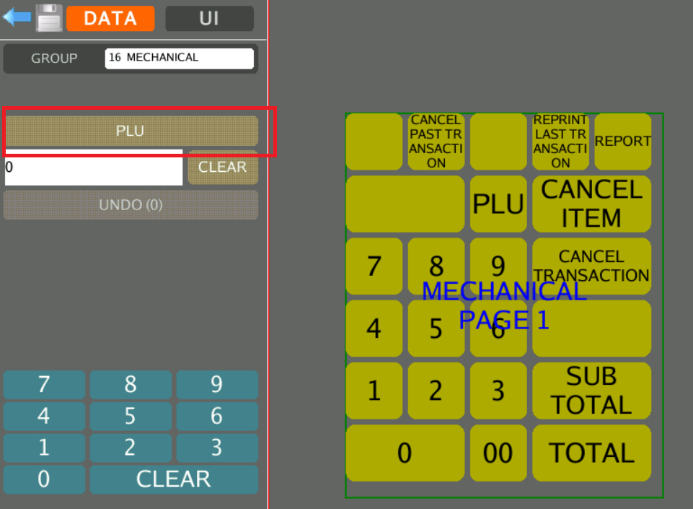 DATA
UI
GROUP
16 MECHANICAL
PLU
0
CLEAR
UNDO (0)
7
8
9
4
5
6
1
2
3
0
CLEAR
CANCEL
PAST TR
ANSACTI
ON
REPRINT
LAST TR
ANSACTI
ON
REPORT
PLU
CANCEL
ITEM
7
8
9
CANCEL
TRANSACTION
MECHANICAL
PAGE 1
4
5
6
1
2
3
SUB
TOTAL
0
00
TOTAL